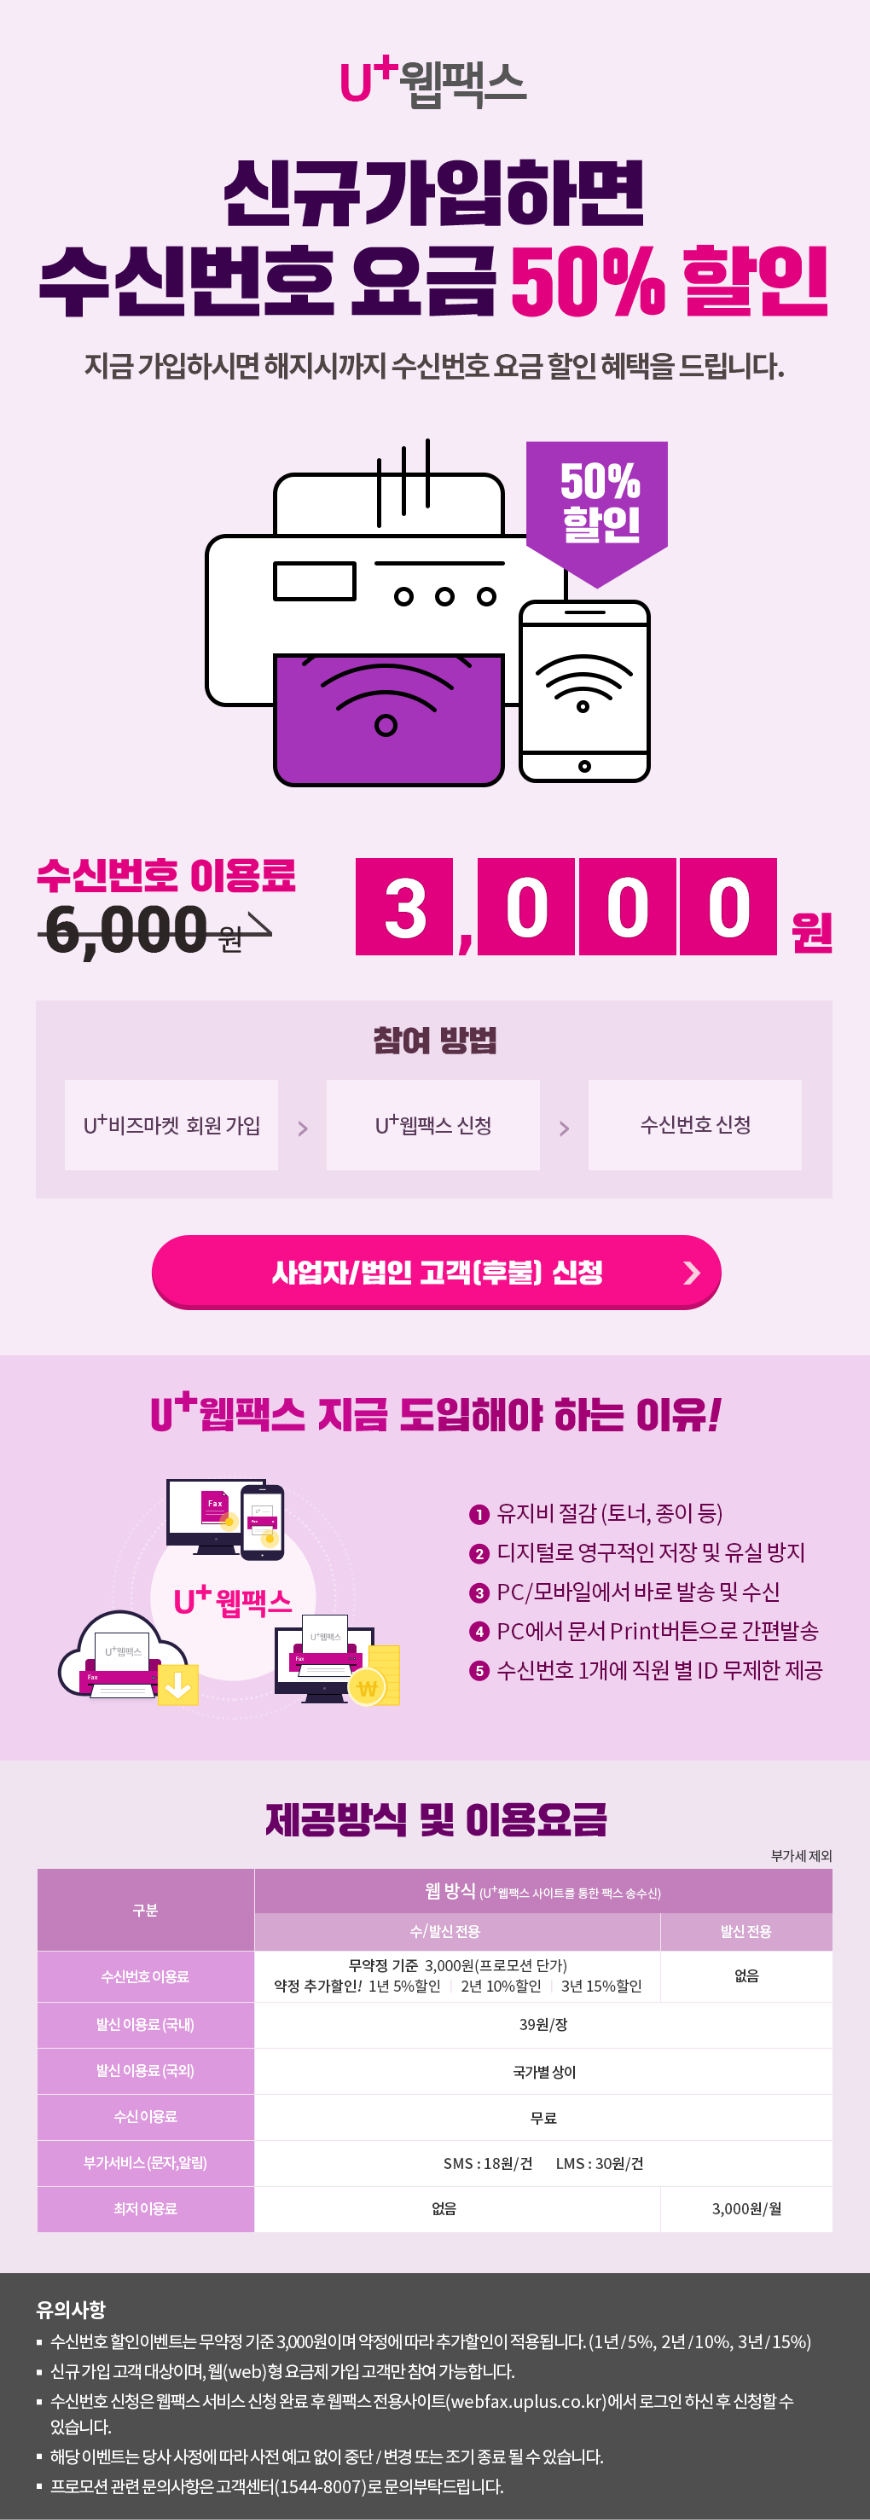 U+웹팩스
신규가입하면
수신번호 요금 50% 할인
지금 가입하시면 해지시까지 수신번호 요금 할인 혜택을 드립니다.
50%
할인
수신번호 이용료
6,000 원
3,000 원
참여 방법
U+비즈마켓 회원 가입 > U+웹팩스 신청 > 수신번호 신청
사업자/법인 고객(후불) 신청
U+웹팩스 지금 도입해야 하는 이유!
Fax
Fax
U+웹팩스
U+웹팩스
Fax
U+웹팩스
Fax
₩
1 유지비 절감 (토너, 종이 등)
2 디지털로 영구적인 저장 및 유실 방지
3 PC/모바일에서 바로 발송 및 수신
4 PC에서 문서 Print버튼으로 간편발송
5 수신번호 1개에 직원 별 ID 무제한 제공
제공방식 및 이용요금
부가세 제외
구분
웹 방식 (U+웹팩스 사이트를 통한 팩스 송수신)
수/발신 전용 발신 전용
수신번호 이용료
무약정 기준 3,000원(프로모션 단가)
약정 추가할인! 1년 5%할인 | 2년 10%할인 | 3년 15%할인
없음
발신 이용료 (국내) 39원/장
발신 이용료 (국외) 국가별 상이
수신 이용료 무료
부가서비스 (문자,알림) SMS : 18원/건 LMS : 30원/건
최저 이용료 없음 3,000원/월
유의사항
▪ 수신번호 할인이벤트는 무약정 기준 3,000원이며 약정에 따라 추가할인이 적용됩니다. (1년 / 5%, 2년 / 10%, 3년 / 15%)
▪ 신규 가입 고객 대상이며, 웹(web)형 요금제 가입 고객만 참여 가능합니다.
▪ 수신번호 신청은 웹팩스 서비스 신청 완료 후 웹팩스 전용사이트(webfax.uplus.co.kr)에서 로그인 하신 후 신청할 수
있습니다.
▪ 해당 이벤트는 당사 사정에 따라 사전 예고 없이 중단 / 변경 또는 조기 종료 될 수 있습니다.
▪ 프로모션 관련 문의사항은 고객센터(1544-8007)로 문의부탁드립니다.